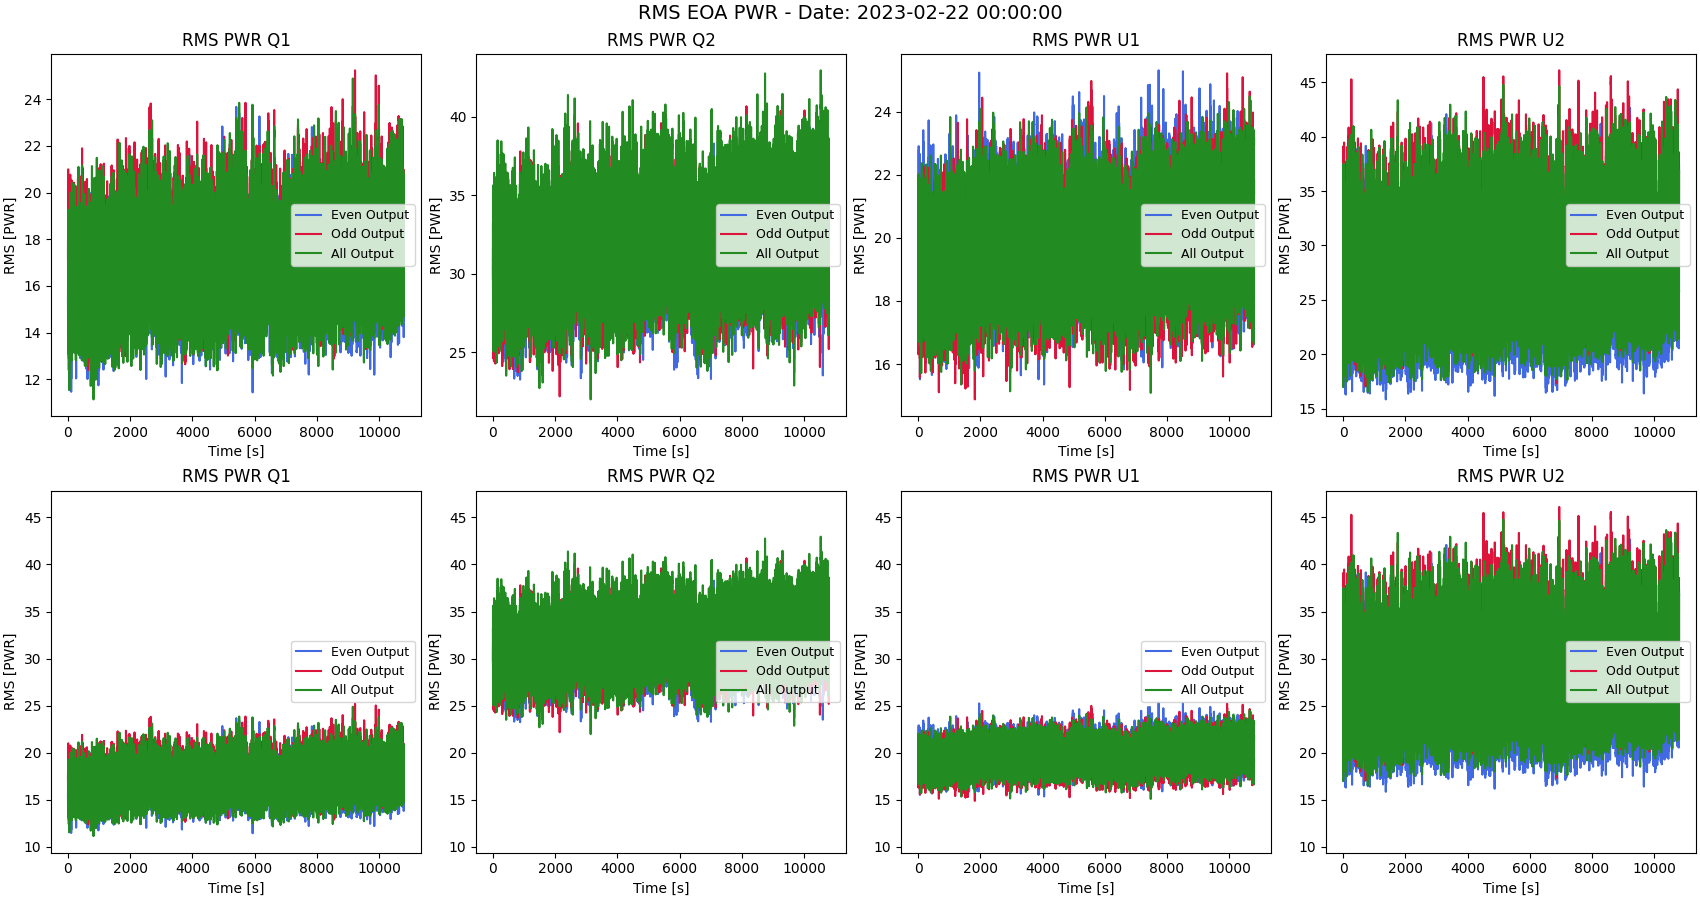 RMS EOA PWR - Date: 2023-02-22 00:00:00
RMS PWR Q1
RMS [PWR]
24
22
20
18
16
14
12
0 2000 4000 6000 8000 10000
Time [s]
Even Output
Odd Output
All Output
RMS PWR Q2
RMS [PWR]
40
35
30
25
0 2000 4000 6000 8000 10000
Time [s]
Even Output
Odd Output
All Output
RMS PWR U1
RMS [PWR]
24
22
20
18
16
0 2000 4000 6000 8000 10000
Time [s]
Even Output
Odd Output
All Output
RMS PWR U2
RMS [PWR]
45
40
35
30
25
20
15
0 2000 4000 6000 8000 10000
Time [s]
Even Output
Odd Output
All Output
RMS PWR Q1
RMS [PWR]
45
40
35
30
25
20
15
10
0 2000 4000 6000 8000 10000
Time [s]
Even Output
Odd Output
All Output
RMS PWR Q2
RMS [PWR]
45
40
35
30
25
20
15
10
0 2000 4000 6000 8000 10000
Time [s]
Even Output
Odd Output
All Output
RMS PWR U1
RMS [PWR]
45
40
35
30
25
20
15
10
0 2000 4000 6000 8000 10000
Time [s]
Even Output
Odd Output
All Output
RMS PWR U2
RMS [PWR]
45
40
35
30
25
20
15
10
0 2000 4000 6000 8000 10000
Time [s]
Even Output
Odd Output
All Output